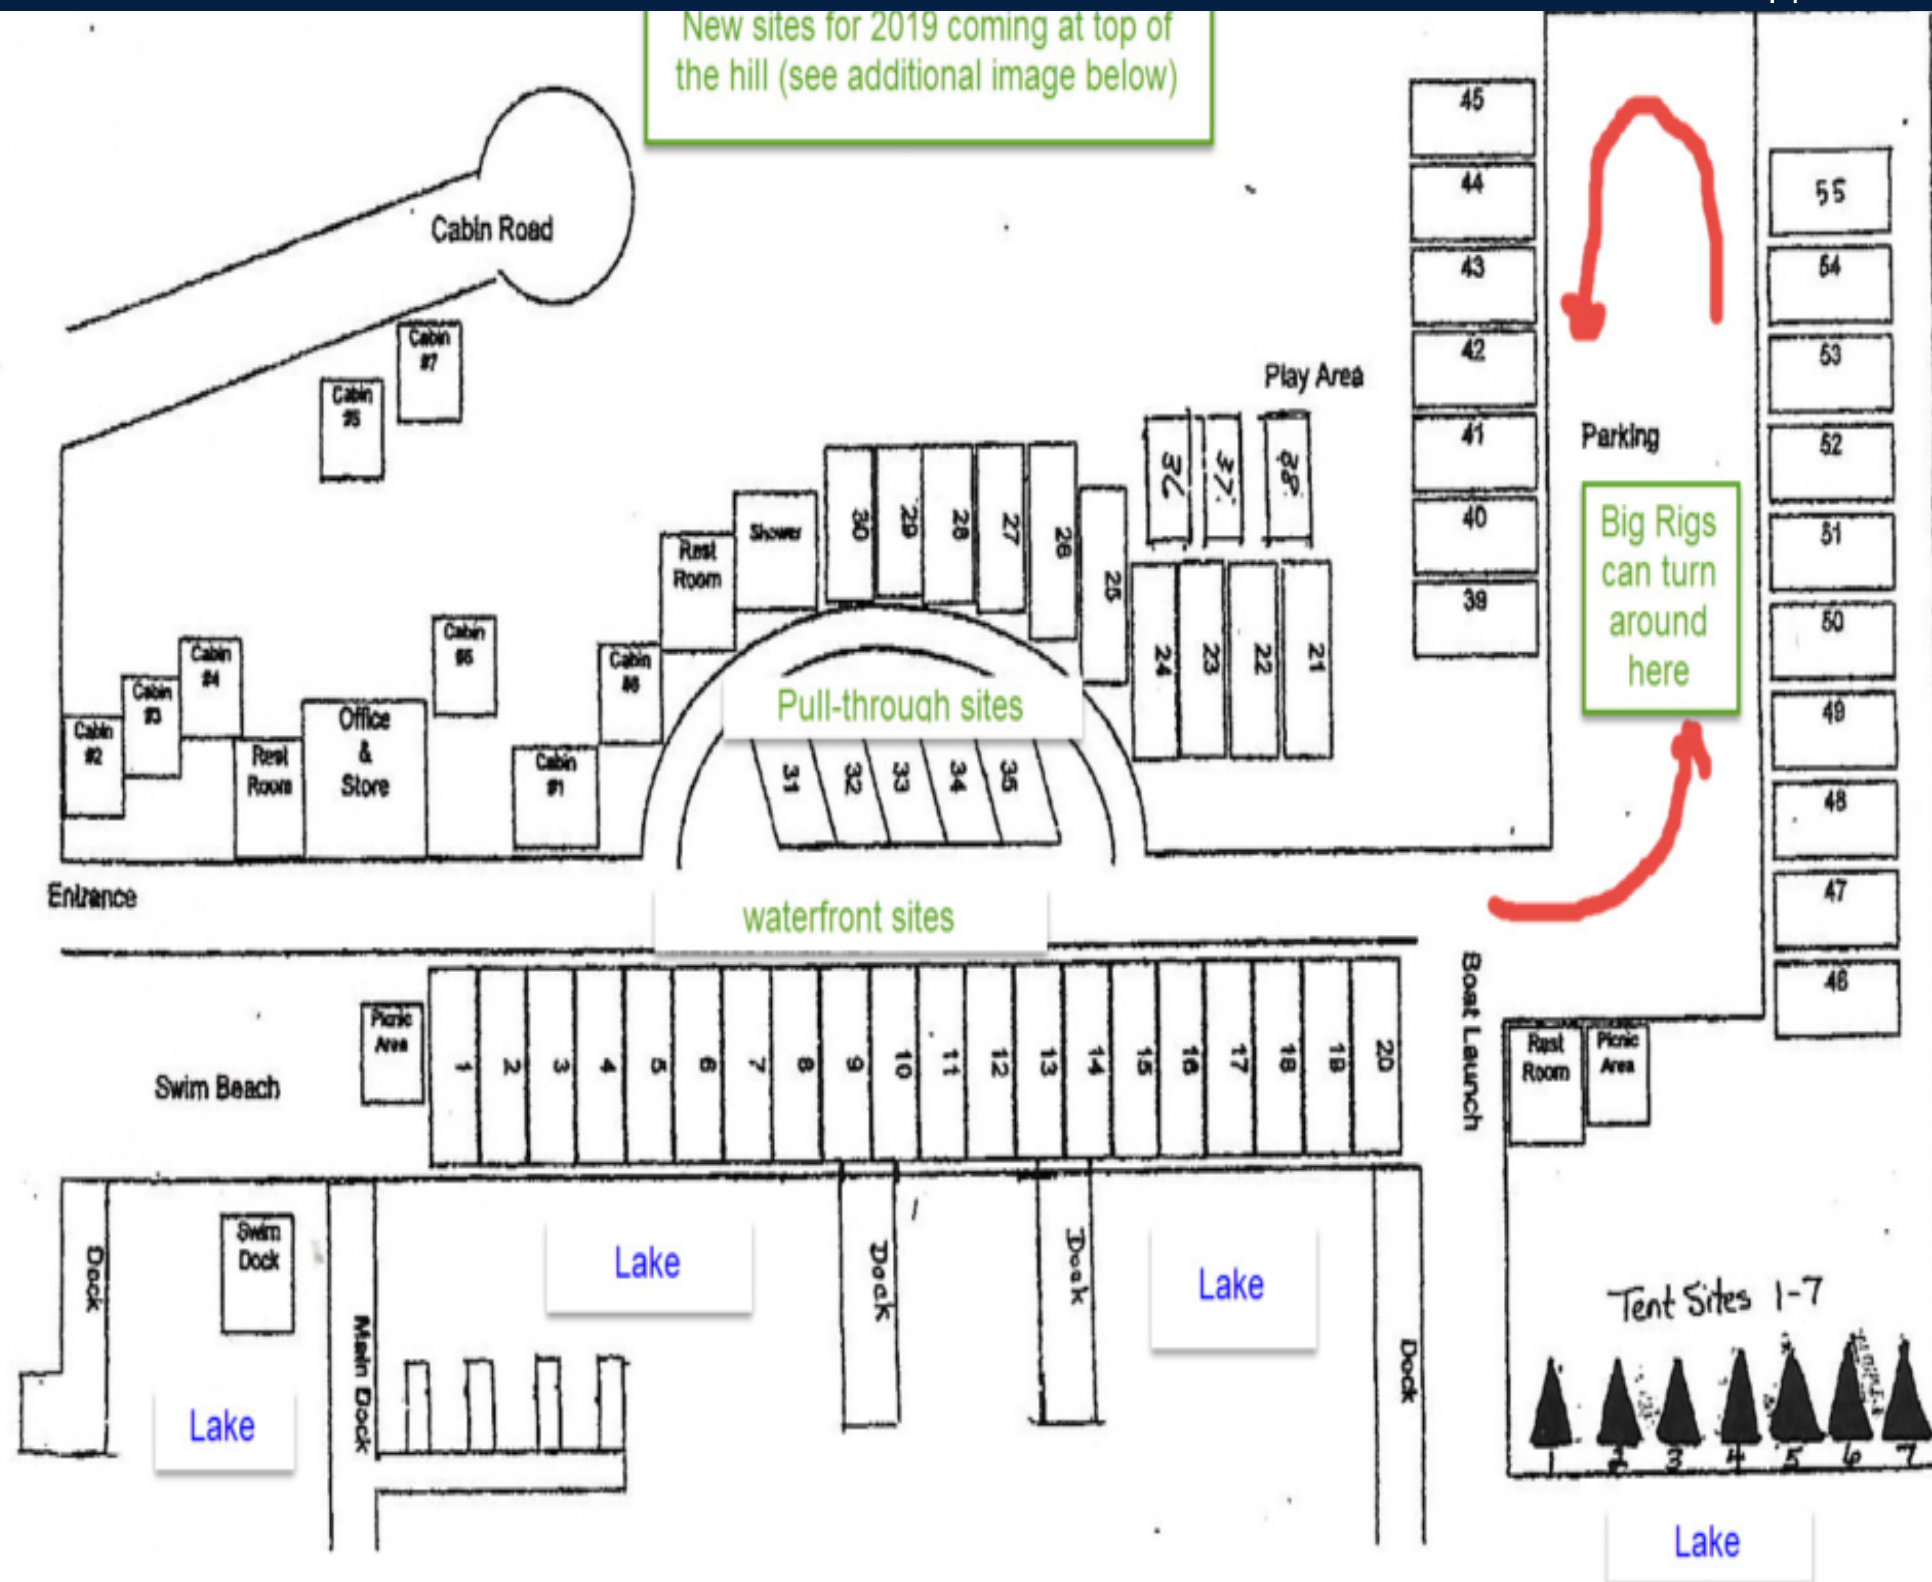 New sites for 2019 coming at top of
the hill (see additional image below)
Cabin Road
Cabin
#7
Cabin
Play Area
Parking
Big Rigs
can turn
around
here
45
44
43
42
41
40
39
55
54
53
52
51
50
49
48
47
46
36
37
38
30
29
28
27
26
25
24
23
22
21
Shower
Rest
Room
Cabin
Cabin
#4
Cabin
#3
Cabin
#2
Rest
Room
Office
&
Store
Cabin
#1
Cabin
Pull-through sites
31
32
33
34
35
Entrance
waterfront sites
Picnic
Area
Swim Beach
1
2
3
4
5
6
7
8
9
10
11
12
13
14
15
16
17
18
19
20
Boat Launch
Rest
Room
Picnic
Area
Dock
Swim
Dock
Main Dock
Lake
Lake
Dock
Dock
Lake
Dock
Tent Sites 1-7
1
2
3
4
5
6
7
Lake